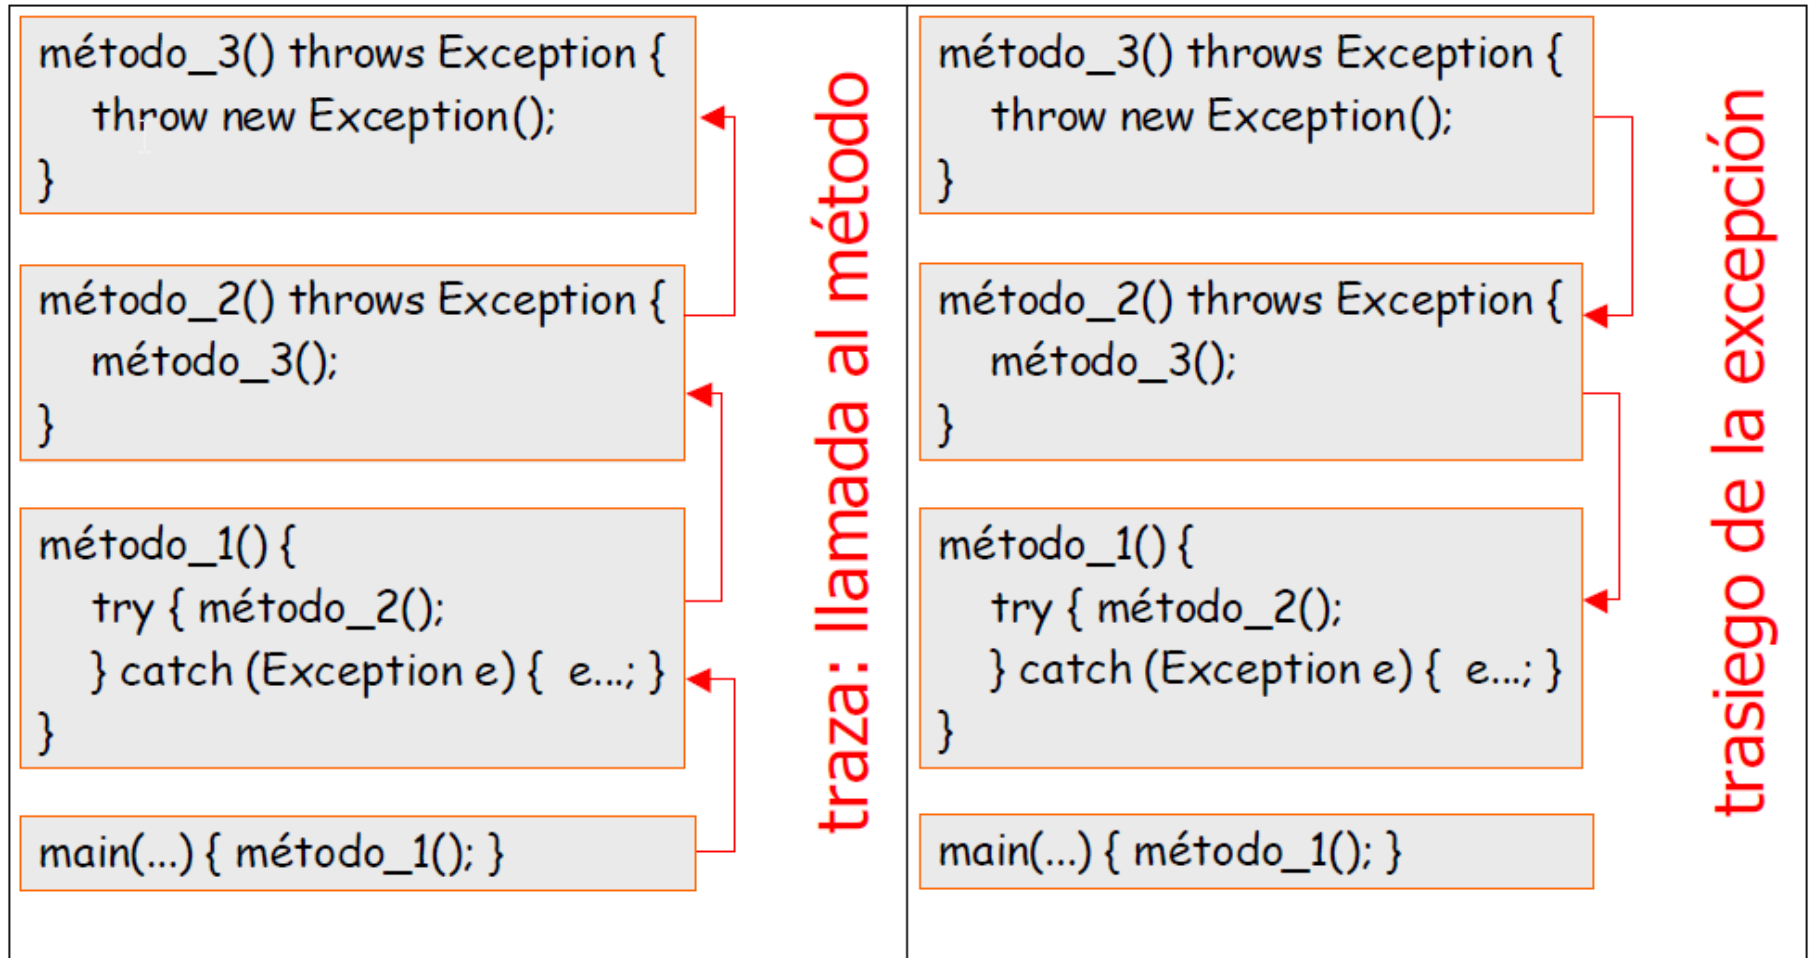 método_3() throws Exception {
throw new Exception();
}
método_2() throws Exception {
método_3();
}
método_1() {
try { método_2();
} catch (Exception e) { e...; }
}
main(...) { método_1(); }
traza: llamada al método
método_3() throws Exception {
throw new Exception();
}
método_2() throws Exception {
método_3();
}
método_1() {
try { método_2();
} catch (Exception e) { e...; }
}
main(...) { método_1(); }
trasiego de la excepción